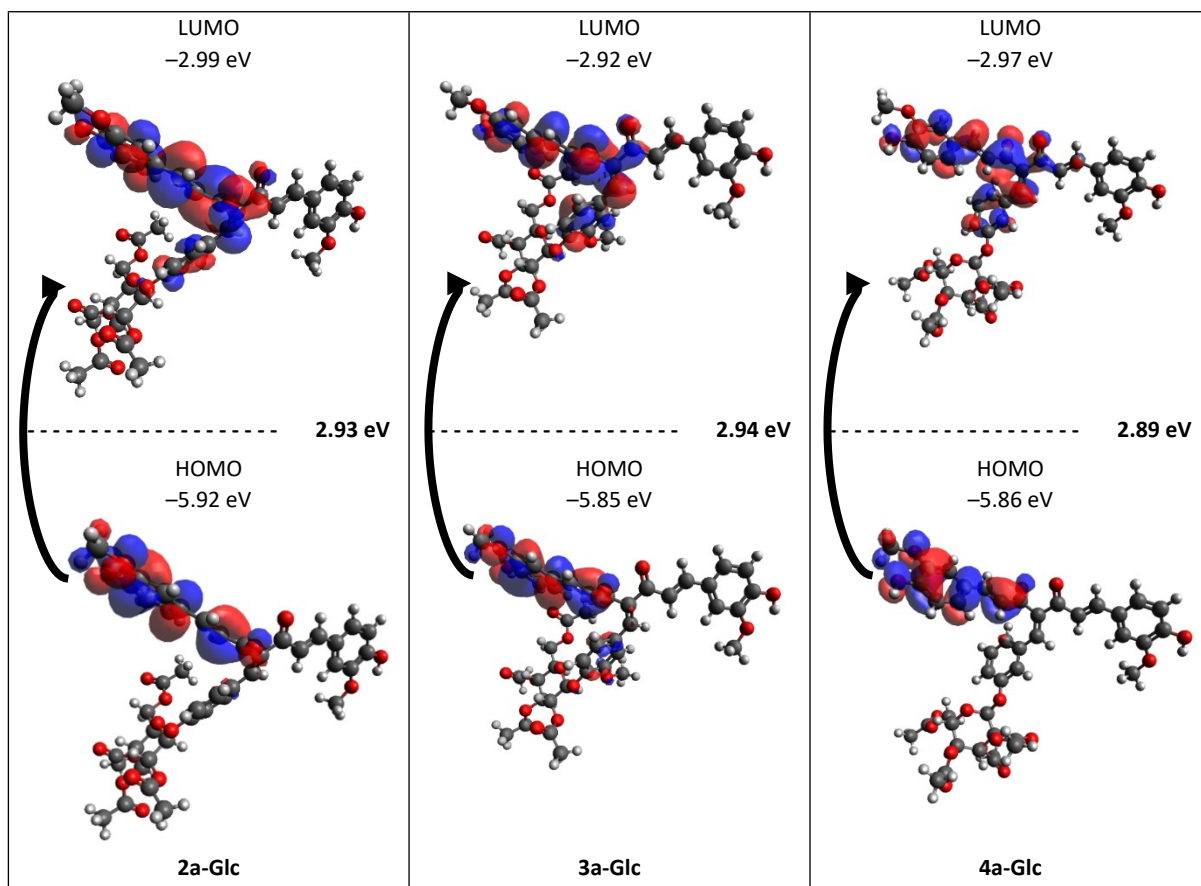 LUMO
–2.99 eV
2.93 eV
HOMO
–5.92 eV
2a-Glc
LUMO
–2.92 eV
2.94 eV
HOMO
–5.85 eV
3a-Glc
LUMO
–2.97 eV
2.89 eV
HOMO
–5.86 eV
4a-Glc